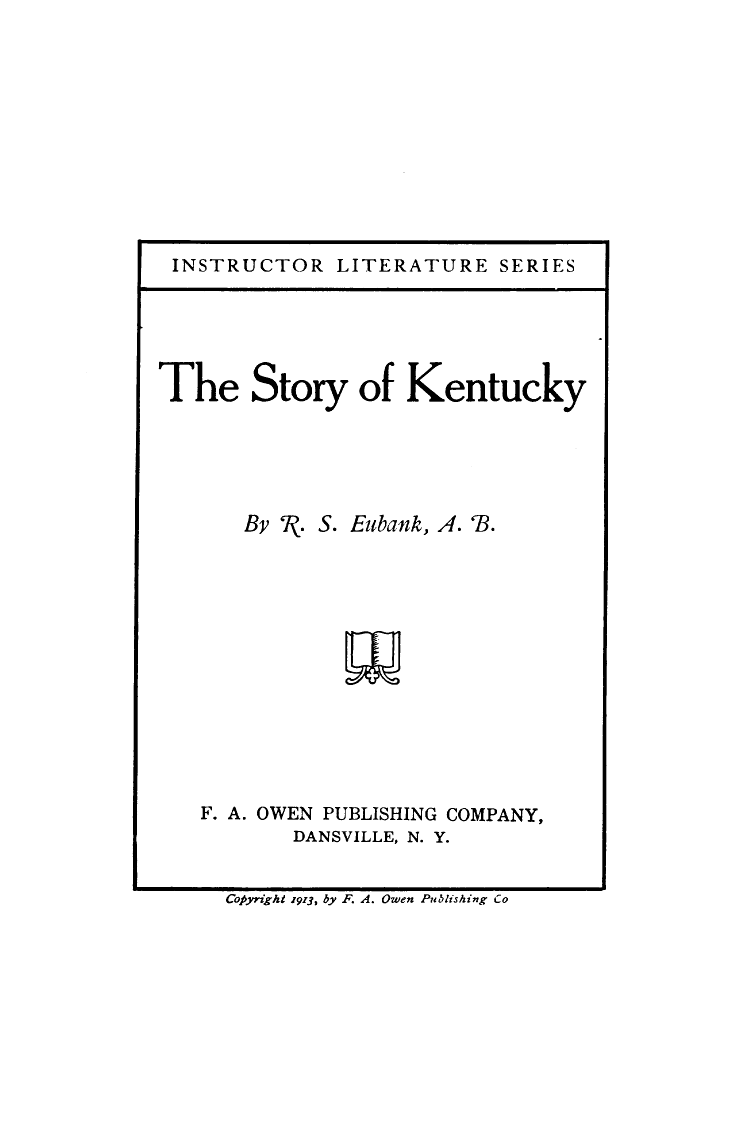 INSTRUCTOR LITERATURE SERIES
The Story of Kentucky
By R. S. Eubank, A. B.
F. A. OWEN PUBLISHING COMPANY,
DANSVILLE, N. Y.
Copyright 1913, by F. A. Owen Publishing Co